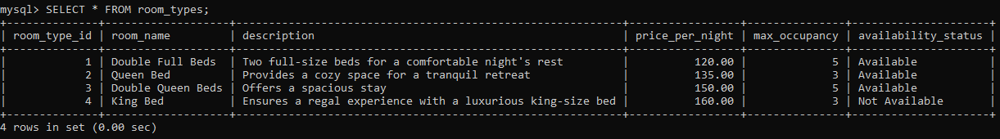 mysql> SELECT * FROM room_types;
+--------------+------------------+----------------------------------------------------------+-----------------+---------------+---------------------+
| room_type_id | room_name        | description                                              | price_per_night | max_occupancy | availability_status |
+--------------+------------------+----------------------------------------------------------+-----------------+---------------+---------------------+
|            1 | Double Full Beds | Two full-size beds for a comfortable night's rest        |          120.00 |             5 | Available           |
|            2 | Queen Bed        | Provides a cozy space for a tranquil retreat             |          135.00 |             3 | Available           |
|            3 | Double Queen Beds | Offers a spacious stay                                   |          150.00 |             5 | Available           |
|            4 | King Bed         | Ensures a regal experience with a luxurious king-size bed |          160.00 |             3 | Not Available       |
+--------------+------------------+----------------------------------------------------------+-----------------+---------------+---------------------+
4 rows in set (0.00 sec)